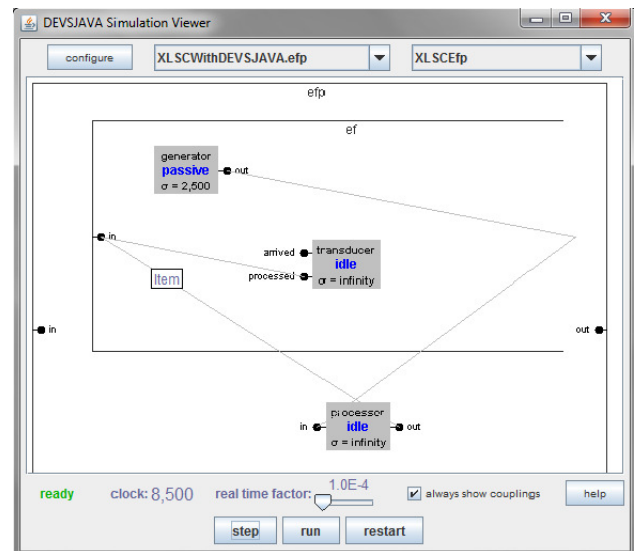 DEVSJAVA Simulation Viewer
configure XLSCWithDEVSJAVA.efp XLSCEfp
efp
ef
generator
passive out
σ = 2,500
in
arrived transducer
idle
processed
σ = infinity
Item
in out
processor
in idle out
σ = infinity
ready clock: 8,500 real time factor: 1.0E-4 always show couplings help
step run restart